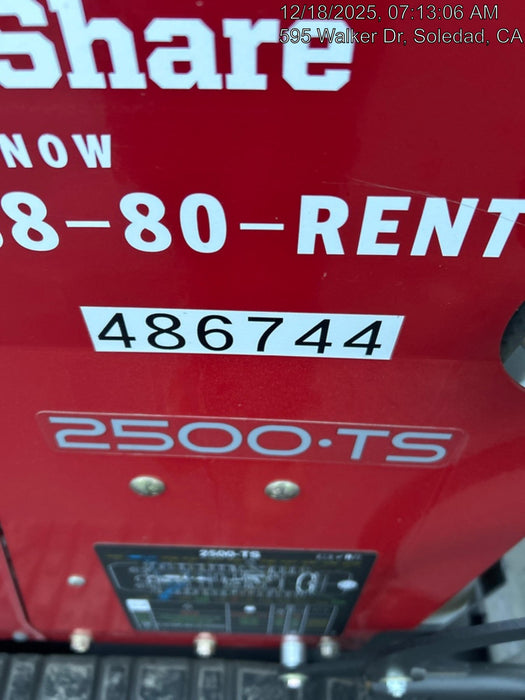 12/18/2025, 07:13:06 AM
595 Walker Dr, Soledad, CA
Share
NOW
8-80-RENT
486744
2500·TS
2500-TS